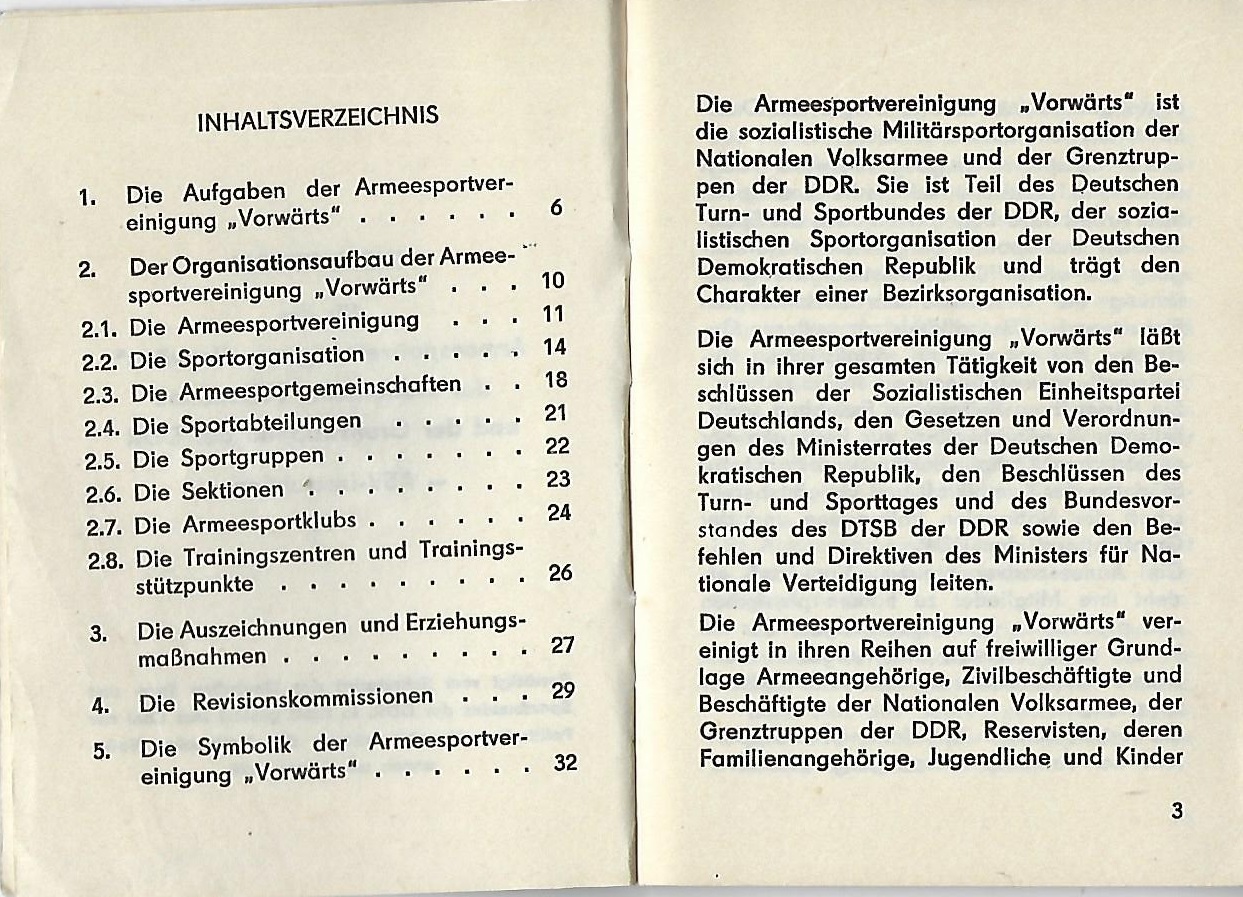 INHALTSVERZEICHNIS
1. Die Aufgaben der Armeesportver-
einigung „Vorwärts“ . . . . . . 6
2. Der Organisationsaufbau der Armee-
sportvereinigung „Vorwärts“ . . . 10
2.1. Die Armeesportvereinigung . . . 11
2.2. Die Sportorganisation . . . . . 14
2.3. Die Armeesportgemeinschaften . . 18
2.4. Die Sportabteilungen . . . . . 21
2.5. Die Sportgruppen . . . . . . . 22
2.6. Die Sektionen . . . . . . . . 23
2.7. Die Armeesportklubs . . . . . . 24
2.8. Die Trainingszentren und Trainings-
stützpunkte . . . . . . . . . 26
3. Die Auszeichnungen und Erziehungs-
maßnahmen . . . . . . . . . 27
4. Die Revisionskommissionen . . . 29
5. Die Symbolik der Armeesportver-
einigung „Vorwärts“ . . . . . . 32
Die Armeesportvereinigung „Vorwärts“ ist
die sozialistische Militärsportorganisation der
Nationalen Volksarmee und der Grenztrup-
pen der DDR. Sie ist Teil des Deutschen
Turn- und Sportbundes der DDR, der sozia-
listischen Sportorganisation der Deutschen
Demokratischen Republik und trägt den
Charakter einer Bezirksorganisation.
Die Armeesportvereinigung „Vorwärts“ läßt
sich in ihrer gesamten Tätigkeit von den Be-
schlüssen der Sozialistischen Einheitspartei
Deutschlands, den Gesetzen und Verordnun-
gen des Ministerrates der Deutschen Demo-
kratischen Republik, den Beschlüssen des
Turn- und Sporttages und des Bundesvor-
standes des DTSB der DDR sowie den Be-
fehlen und Direktiven des Ministers für Na-
tionale Verteidigung leiten.
Die Armeesportvereinigung „Vorwärts“ ver-
einigt in ihren Reihen auf freiwilliger Grund-
lage Armeeangehörige, Zivilbeschäftigte und
Beschäftigte der Nationalen Volksarmee, der
Grenztruppen der DDR, Reservisten, deren
Familienangehörige, Jugendliche und Kinder
3